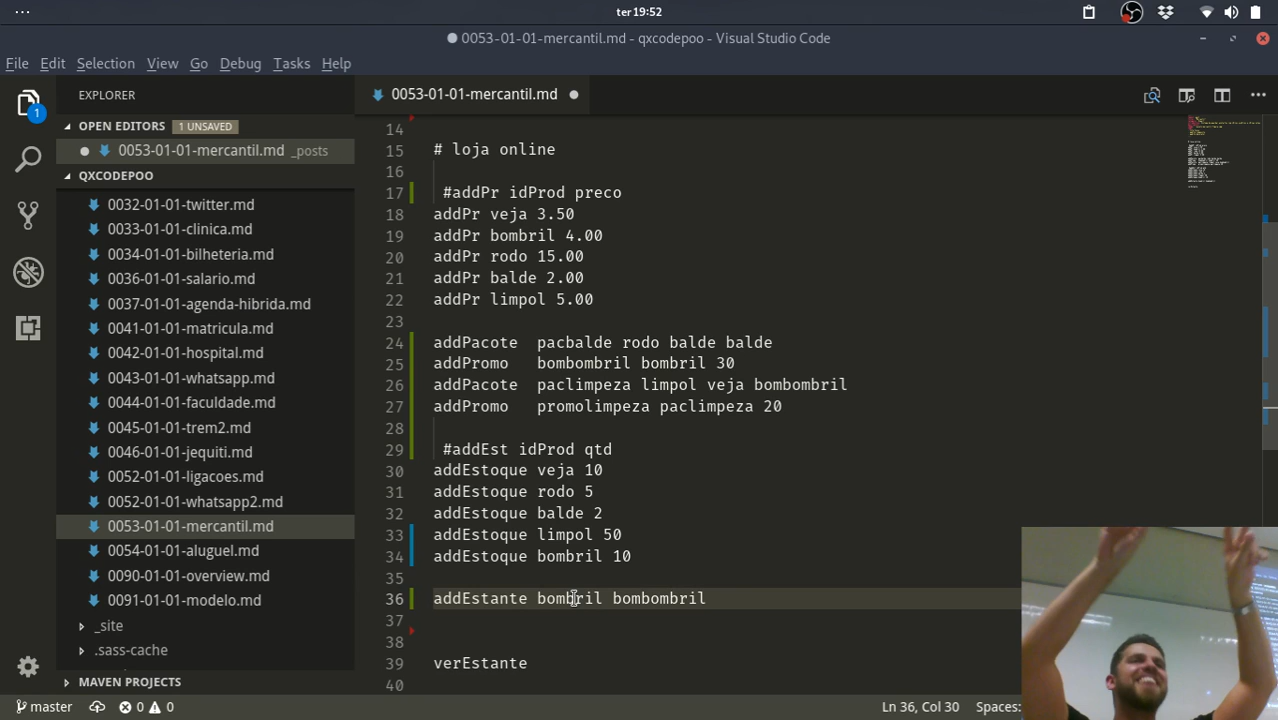 ter 19:52
0053-01-01-mercantil.md - qxcodepoo - Visual Studio Code
File Edit Selection View Go Debug Tasks Help
1
EXPLORER
OPEN EDITORS 1 UNSAVED
0053-01-01-mercantil.md _posts
QXCODEPOO
0032-01-01-twitter.md
0033-01-01-clinica.md
0034-01-01-bilheteria.md
0036-01-01-salario.md
0037-01-01-agenda-hibrida.md
0041-01-01-matricula.md
0042-01-01-hospital.md
0043-01-01-whatsapp.md
0044-01-01-faculdade.md
0045-01-01-trem2.md
0046-01-01-jequiti.md
0052-01-01-ligacoes.md
0052-01-01-whatsapp2.md
0053-01-01-mercantil.md
0054-01-01-aluguel.md
0090-01-01-overview.md
0091-01-01-modelo.md
_site
.sass-cache
MAVEN PROJECTS
0053-01-01-mercantil.md
14
15 # loja online
16
17 #addPr idProd preco
18 addPr veja 3.50
19 addPr bombril 4.00
20 addPr rodo 15.00
21 addPr balde 2.00
22 addPr limpol 5.00
23
24 addPacote pacbalde rodo balde balde
25 addPromo bombombril bombril 30
26 addPacote paclimpeza limpol veja bombombril
27 addPromo promolimpeza paclimpeza 20
28
29 #addEst idProd qtd
30 addEstoque veja 10
31 addEstoque rodo 5
32 addEstoque balde 2
33 addEstoque limpol 50
34 addEstoque bombril 10
35
36 addEstante bombril bombombril
37
38
39 verEstante
40
master 0 0 Ln 36, Col 30 Spaces: